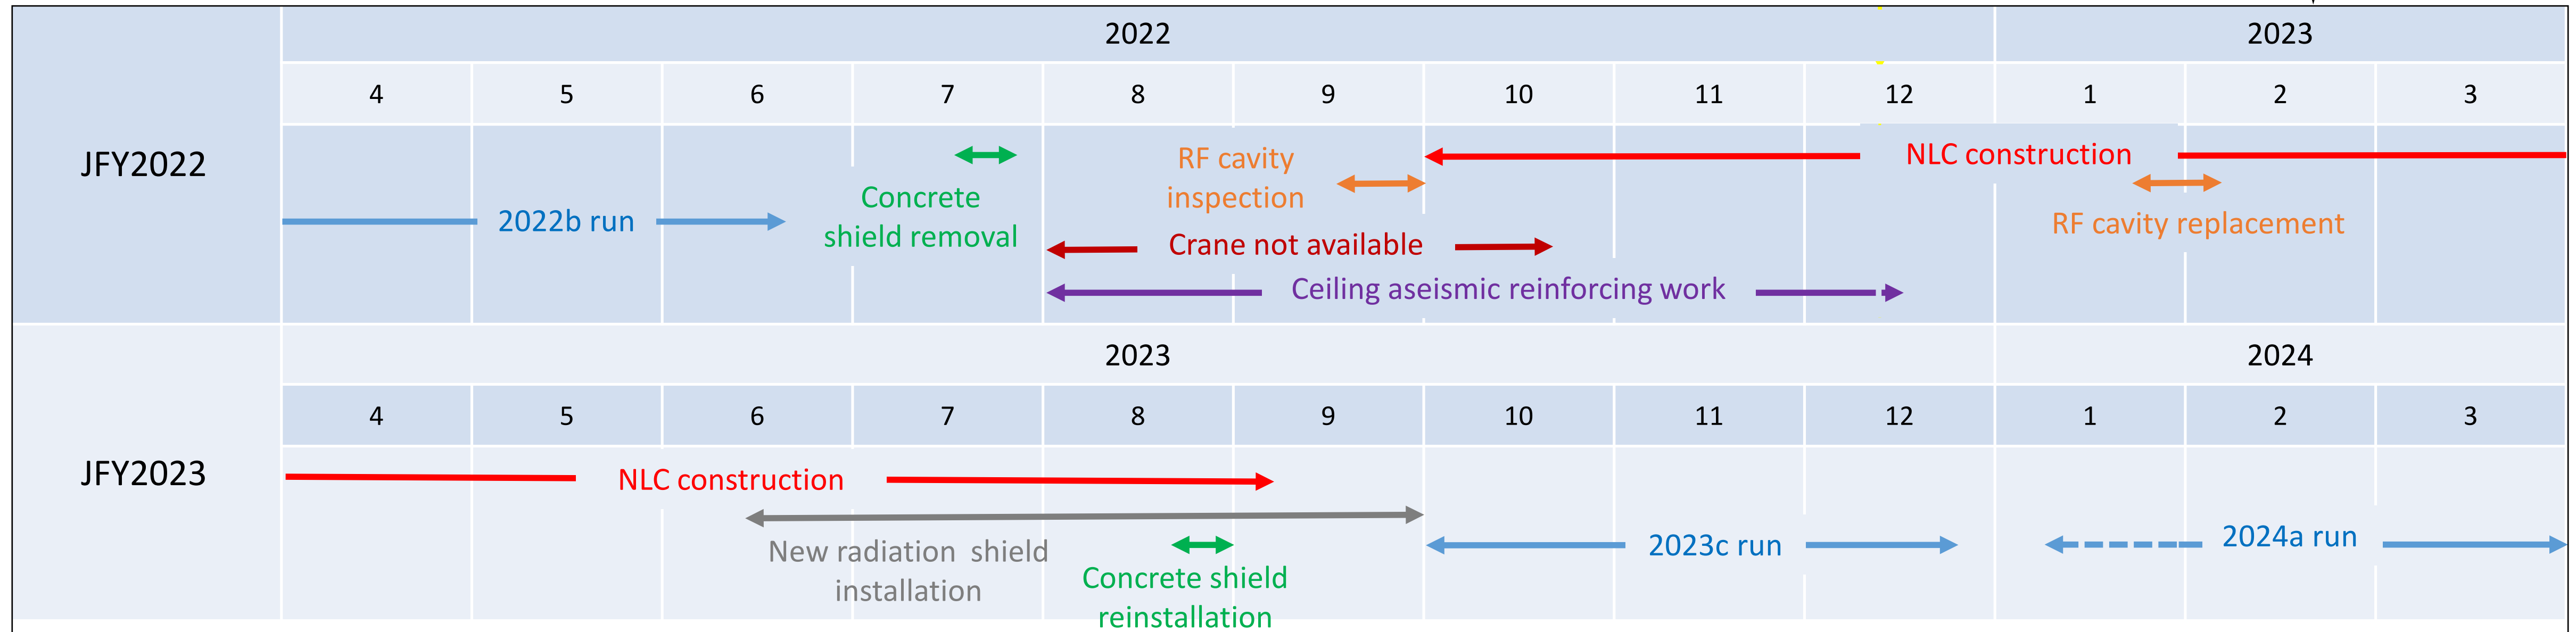 2022
2023
4
5
6
7
8
9
10
11
12
1
2
3
JFY2022
2022b run
Concrete
shield removal
RF cavity
inspection
Crane not available
Ceiling aseismic reinforcing work
NLC construction
RF cavity replacement
2023
2024
4
5
6
7
8
9
10
11
12
1
2
3
JFY2023
NLC construction
New radiation shield
installation
Concrete shield
reinstallation
2023c run
2024a run